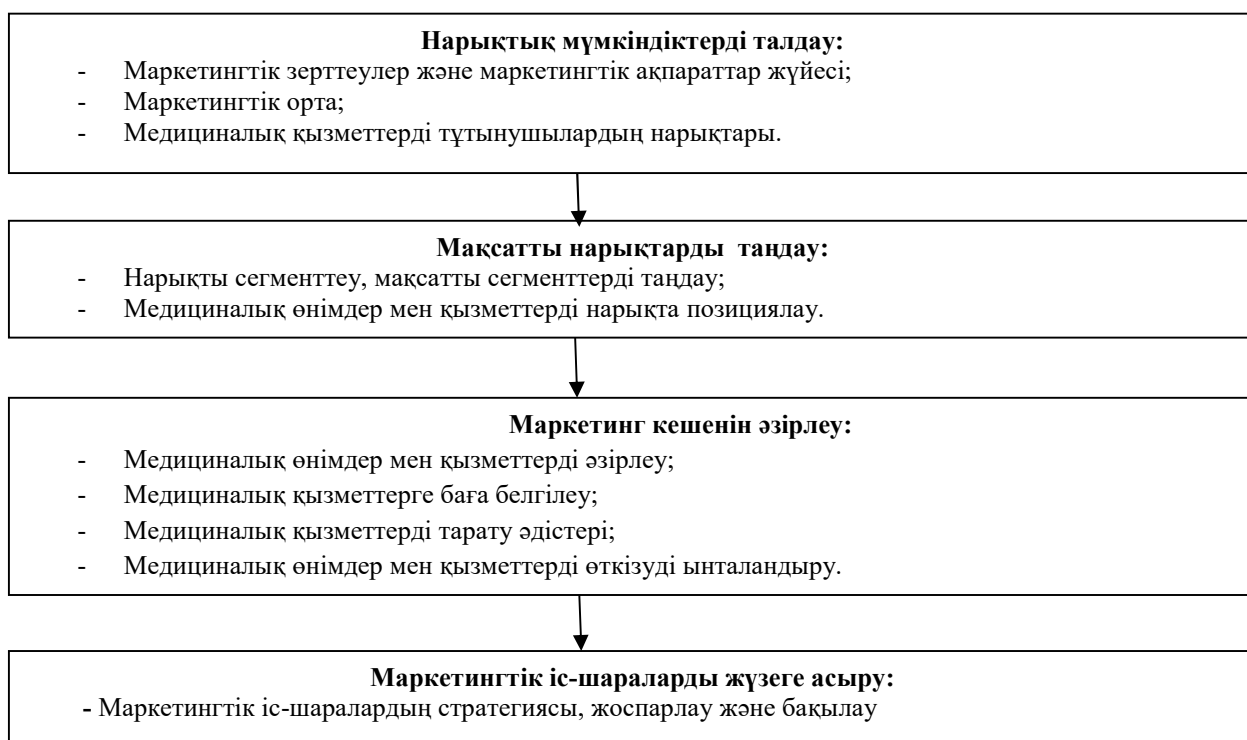 Нарықтық мүмкіндіктерді талдау:
- Маркетингтік зерттеулер және маркетингтік ақпараттар жүйесі;
- Маркетингтік орта;
- Медициналық қызметтерді тұтынушылардың нарықтары.
Мақсатты нарықтарды таңдау:
- Нарықты сегменттеу, мақсатты сегменттерді таңдау;
- Медициналық өнімдер мен қызметтерді нарықта позициялау.
Маркетинг кешенін әзірлеу:
- Медициналық өнімдер мен қызметтерді әзірлеу;
- Медициналық қызметтерге баға белгілеу;
- Медициналық қызметтерді тарату әдістері;
- Медициналық өнімдер мен қызметтерді өткізуді ынталандыру.
Маркетингтік іс-шараларды жүзеге асыру:
- Маркетингтік іс-шаралардың стратегиясы, жоспарлау және бақылау